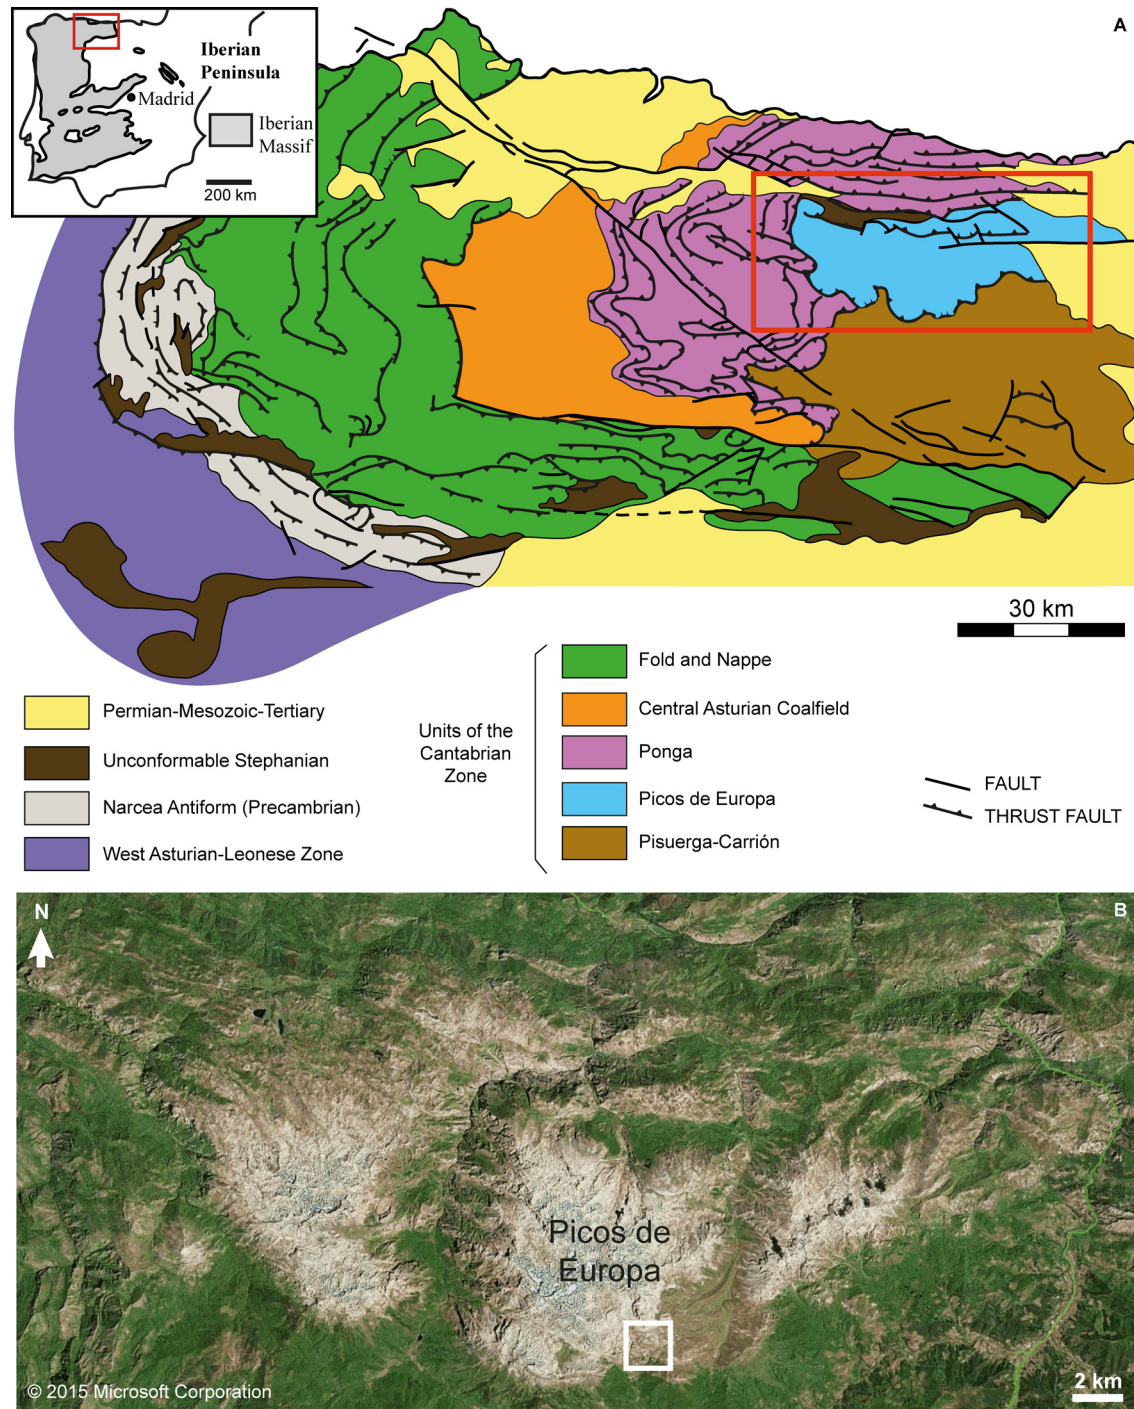 A
Iberian
Peninsula
Madrid
Iberian
Massif
200 km
30 km
Permian-Mesozoic-Tertiary
Unconformable Stephanian
Narcea Antiform (Precambrian)
West Asturian-Leonese Zone
Units of the
Cantabrian
Zone
Fold and Nappe
Central Asturian Coalfield
Ponga
Picos de Europa
Pisuerga-Carrión
FAULT
THRUST FAULT
N
B
Picos de
Europa
© 2015 Microsoft Corporation
2 km